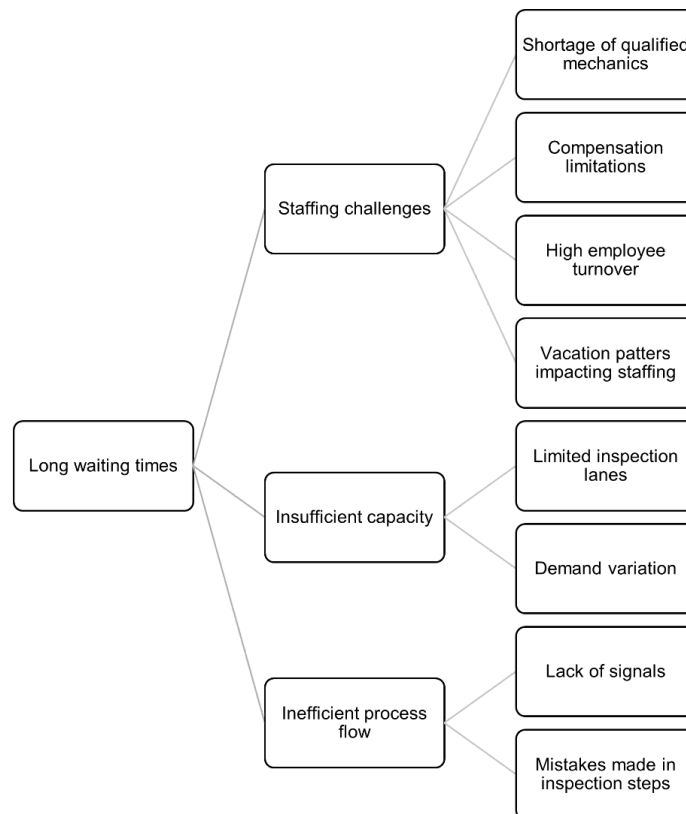 Long waiting times
Staffing challenges
Shortage of qualified
mechanics
Compensation
limitations
High employee
turnover
Vacation patters
impacting staffing
Insufficient capacity
Limited inspection
lanes
Demand variation
Inefficient process
flow
Lack of signals
Mistakes made in
inspection steps